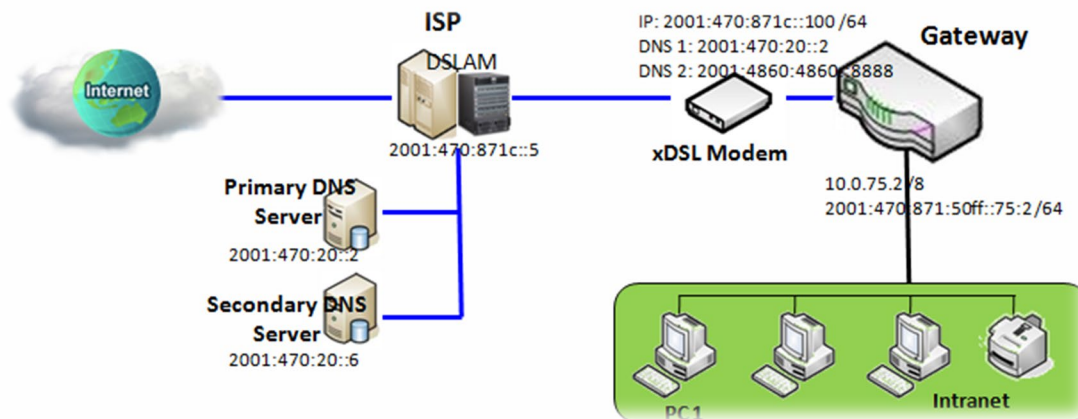 ISP
DSLAM
2001:470:871c::5
Internet
IP: 2001:470:871c::100 /64
DNS 1: 2001:470:20::2
DNS 2: 2001:4860:4860::8888
Gateway
xDSL Modem
10.0.75.2 /8
2001:470:871:50ff::75:2 /64
Primary DNS
Server
2001:470:20::2
Secondary DNS
Server
2001:470:20::6
PC1
Intranet